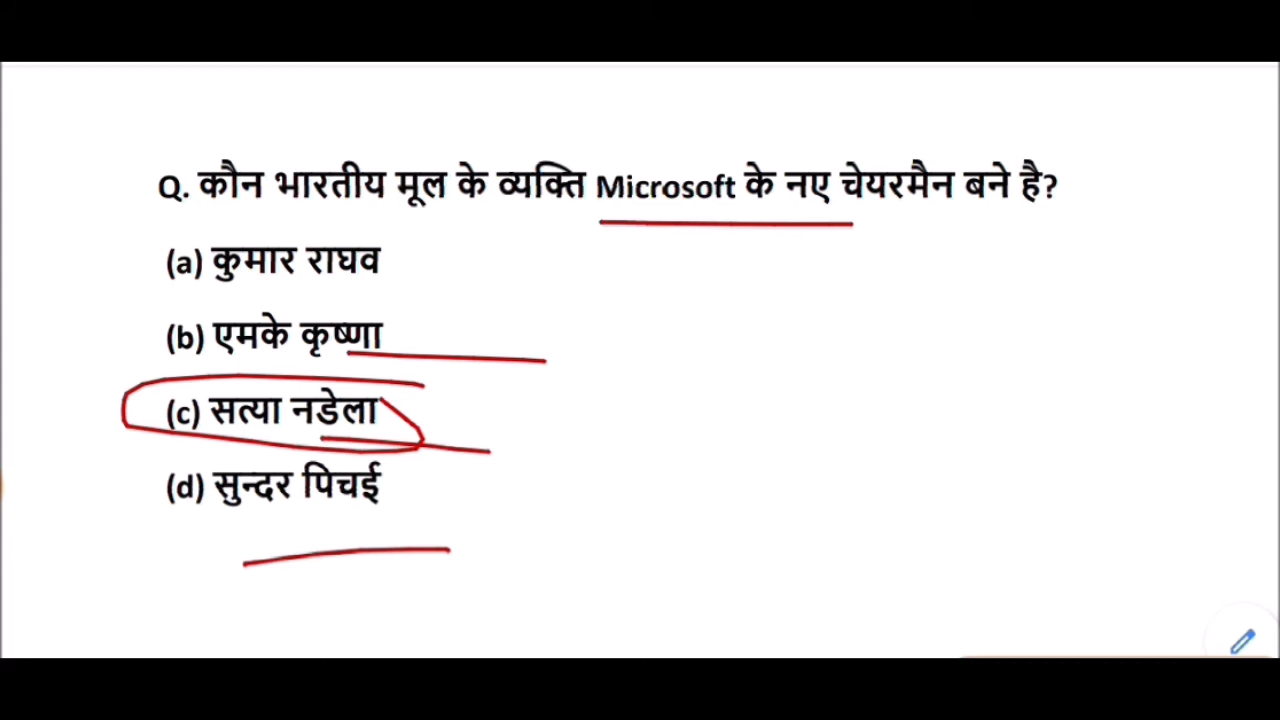 Q. कौन भारतीय मूल के व्यक्ति Microsoft के नए चेयरमैन बने है?
(a) कुमार राघव
(b) एमके कृष्णा
(c) सत्या नडेला
(d) सुन्दर पिचई